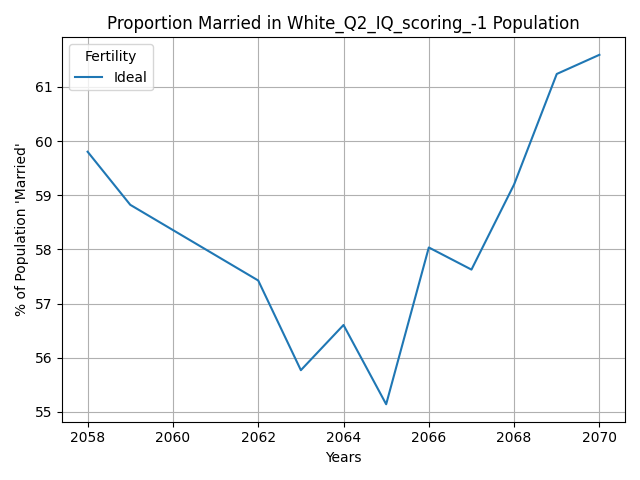 Proportion Married in White_Q2_IQ_scoring_-1 Population
Fertility
Ideal
% of Population 'Married'
61
60
59
58
57
56
55
2058 2060 2062 2064 2066 2068 2070
Years